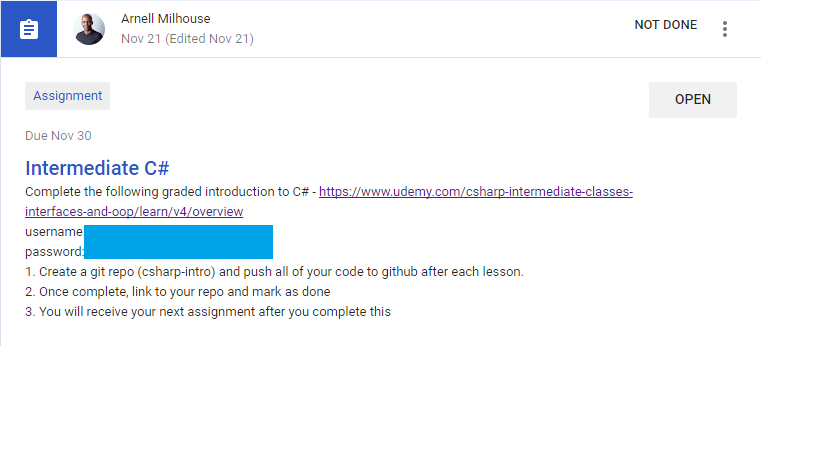 Arnell Milhouse
NOT DONE
Nov 21 (Edited Nov 21)
Assignment
OPEN
Due Nov 30
Intermediate C#
Complete the following graded introduction to C# - https://www.udemy.com/csharp-intermediate-classes-
interfaces-and-oop/learn/v4/overview
username
password:
1. Create a git repo (csharp-intro) and push all of your code to github after each lesson.
2. Once complete, link to your repo and mark as done
3. You will receive your next assignment after you complete this